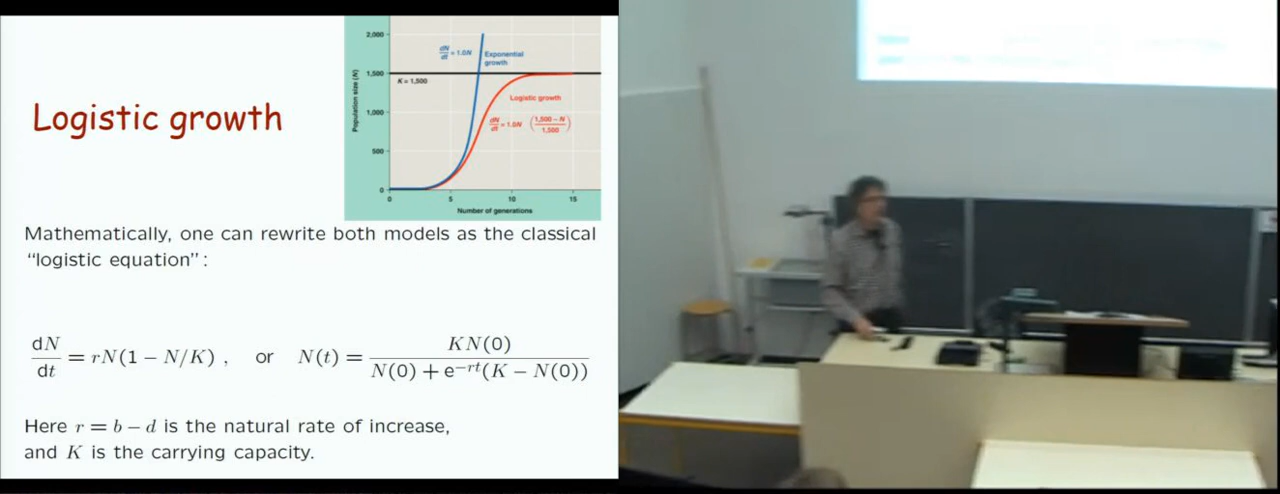 Logistic growth
2,000
1,500
1,000
500
0
Population size (N)
dN/dt = 1.0N
Exponential
growth
K = 1,500
Logistic growth
dN/dt = 1.0N (1,500 − N / 1,500)
0 5 10 15
Number of generations
Mathematically, one can rewrite both models as the classical
“logistic equation”:
dN/dt = rN(1 − N/K) , or N(t) = KN(0) / N(0) + e^−rt(K − N(0))
Here r = b − d is the natural rate of increase,
and K is the carrying capacity.